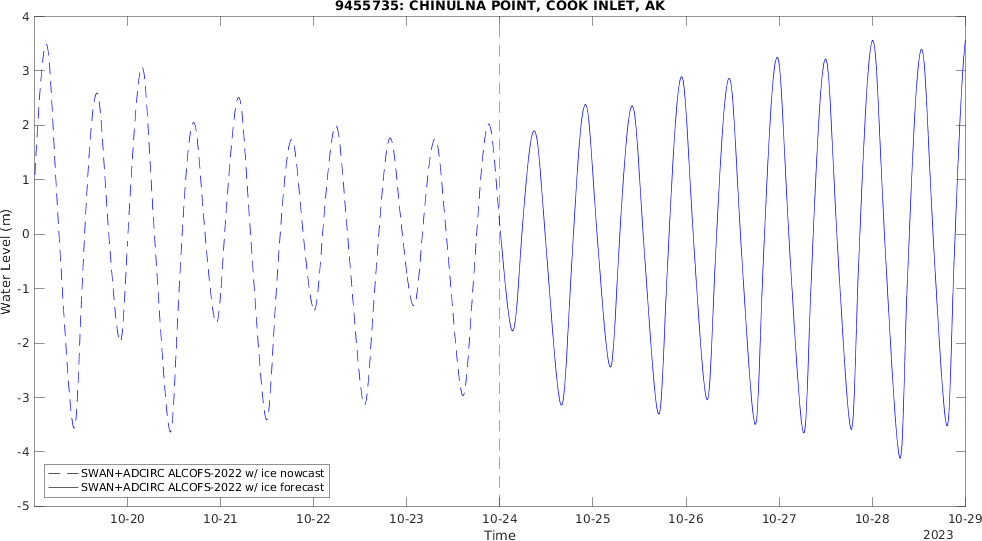 9455735: CHINULNA POINT, COOK INLET, AK
4
3
2
1
0
-1
-2
-3
-4
-5
Water Level (m)
SWAN+ADCIRC ALCOFS-2022 w/ ice nowcast
SWAN+ADCIRC ALCOFS-2022 w/ ice forecast
10-20 10-21 10-22 10-23 10-24 10-25 10-26 10-27 10-28 10-29
Time
2023